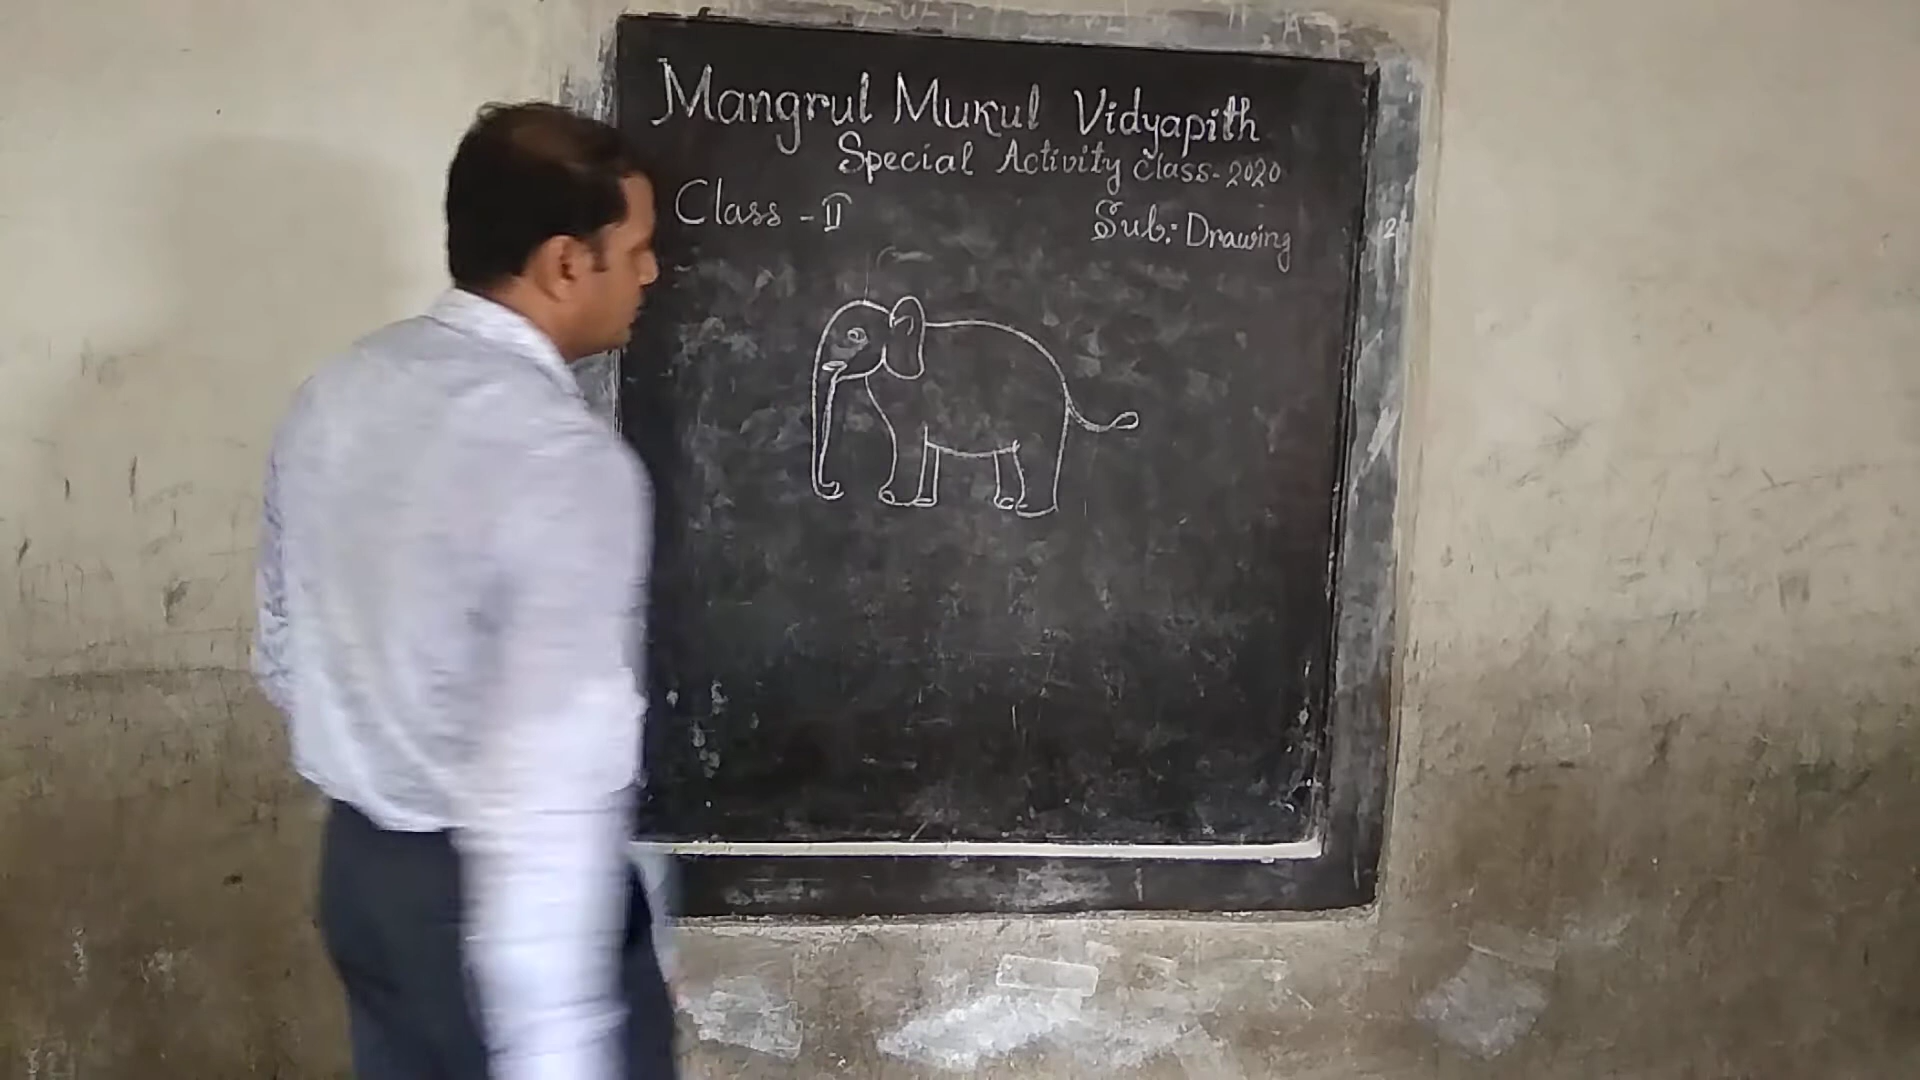 Mangrul Mukul Vidyapith
Special Activity Class-2020
Class - II
Sub: Drawing